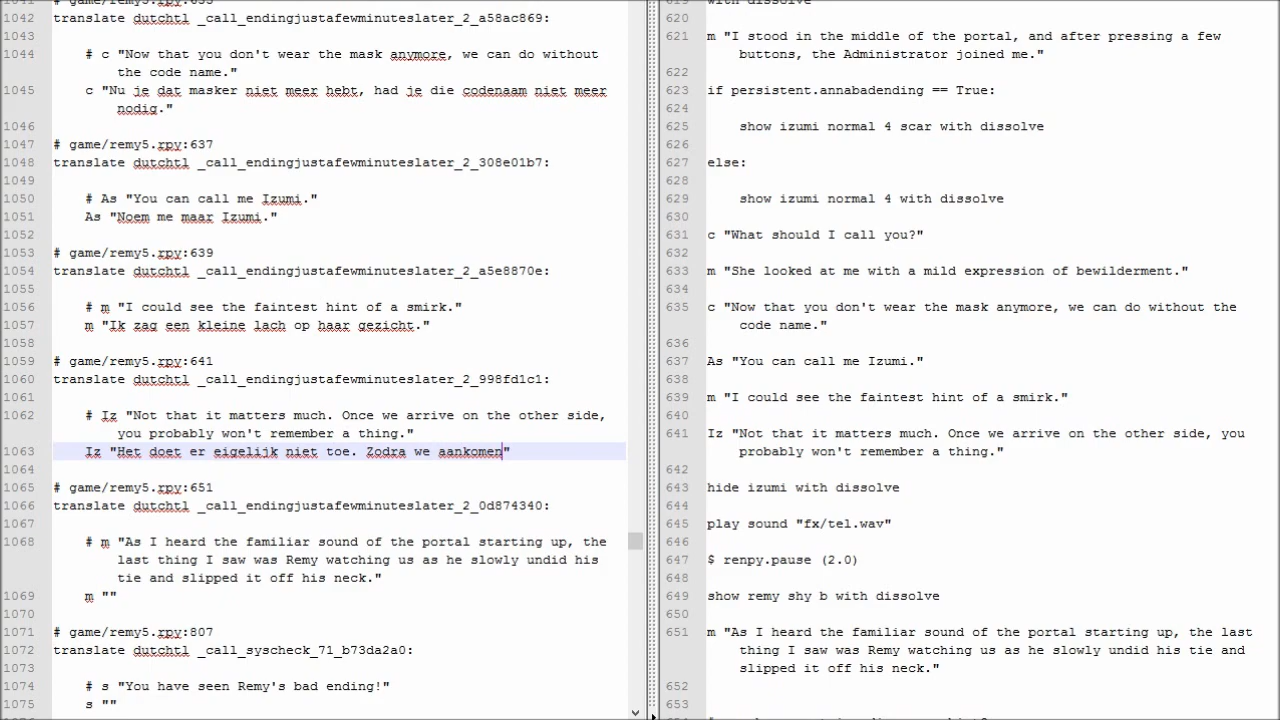 # game/remy5.rpy:635
1042 translate dutchtl _call_endingjustafewminuteslater_2_a58ac869:
1043
1044 # c "Now that you don't wear the mask anymore, we can do without
the code name."
1045 c "Nu je dat masker niet meer hebt, had je die codenaam niet meer
nodig."
1046
1047 # game/remy5.rpy:637
1048 translate dutchtl _call_endingjustafewminuteslater_2_308e01b7:
1049
1050 # As "You can call me Izumi."
1051 As "Noem me maar Izumi."
1052
1053 # game/remy5.rpy:639
1054 translate dutchtl _call_endingjustafewminuteslater_2_a5e8870e:
1055
1056 # m "I could see the faintest hint of a smirk."
1057 m "Ik zag een kleine lach op haar gezicht."
1058
1059 # game/remy5.rpy:641
1060 translate dutchtl _call_endingjustafewminuteslater_2_998fd1c1:
1061
1062 # Iz "Not that it matters much. Once we arrive on the other side,
you probably won't remember a thing."
1063 Iz "Het doet er eigelijk niet toe. Zodra we aankomen"
1064
1065 # game/remy5.rpy:651
1066 translate dutchtl _call_endingjustafewminuteslater_2_0d874340:
1067
1068 # m "As I heard the familiar sound of the portal starting up, the
last thing I saw was Remy watching us as he slowly undid his
tie and slipped it off his neck."
1069 m ""
1070
1071 # game/remy5.rpy:807
1072 translate dutchtl _call_syscheck_71_b73da2a0:
1073
1074 # s "You have seen Remy's bad ending!"
1075 s ""
with dissolve
620
621 m "I stood in the middle of the portal, and after pressing a few
buttons, the Administrator joined me."
622
623 if persistent.annabadending == True:
624
625 show izumi normal 4 scar with dissolve
626
627 else:
628
629 show izumi normal 4 with dissolve
630
631 c "What should I call you?"
632
633 m "She looked at me with a mild expression of bewilderment."
634
635 c "Now that you don't wear the mask anymore, we can do without the
code name."
636
637 As "You can call me Izumi."
638
639 m "I could see the faintest hint of a smirk."
640
641 Iz "Not that it matters much. Once we arrive on the other side, you
probably won't remember a thing."
642
643 hide izumi with dissolve
644
645 play sound "fx/tel.wav"
646
647 $ renpy.pause (2.0)
648
649 show remy shy b with dissolve
650
651 m "As I heard the familiar sound of the portal starting up, the last
thing I saw was Remy watching us as he slowly undid his tie and
slipped it off his neck."
652
653